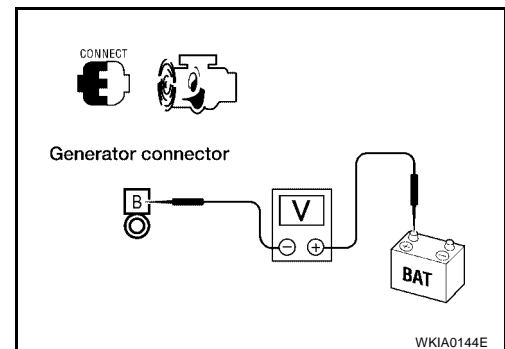 CONNECT
Generator connector
B
V
− +
+ −
BAT
WKIA0144E